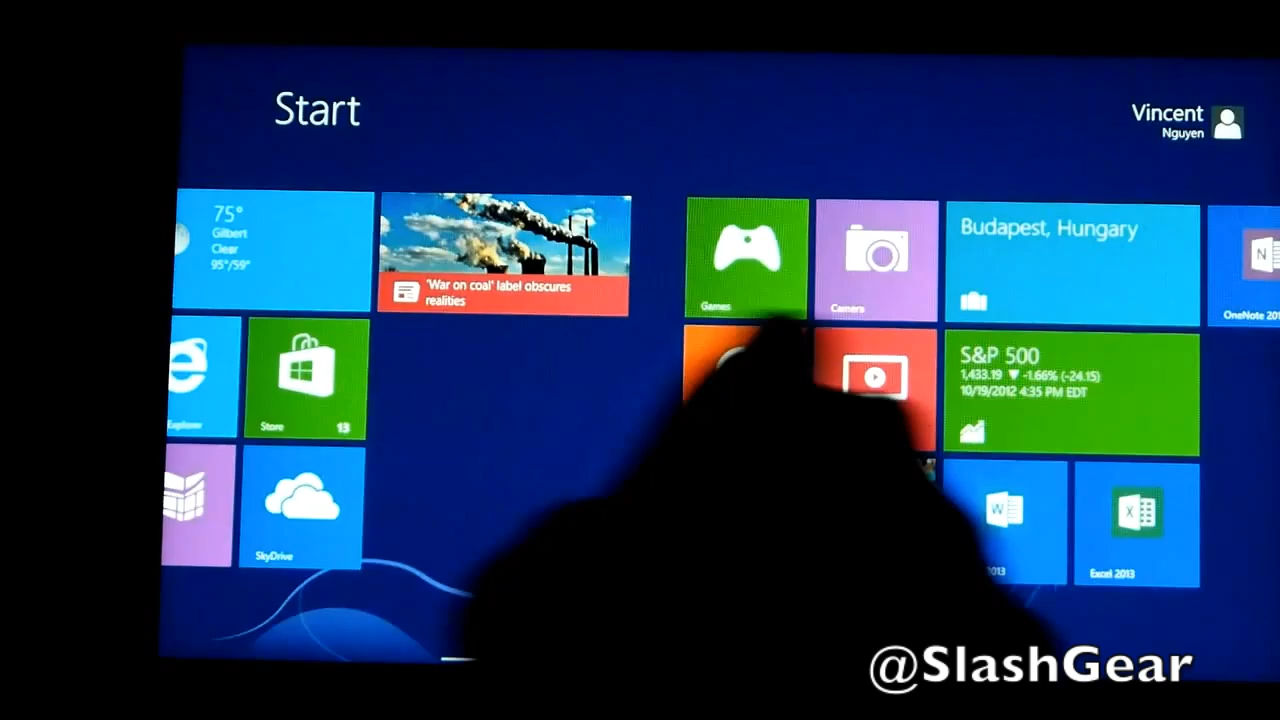 Start
Vincent
Nguyen
75°
Gilbert
Clear
95°/59°
'War on coal' label obscures
realities
Games
Camera
Budapest, Hungary
OneNote 20
N
S&P 500
1,433.19 ▼ -1.66% (-24.15)
10/19/2012 4:35 PM EDT
Explorer
Store
13
W
X
SkyDrive
2013
Excel 2013
@SlashGear